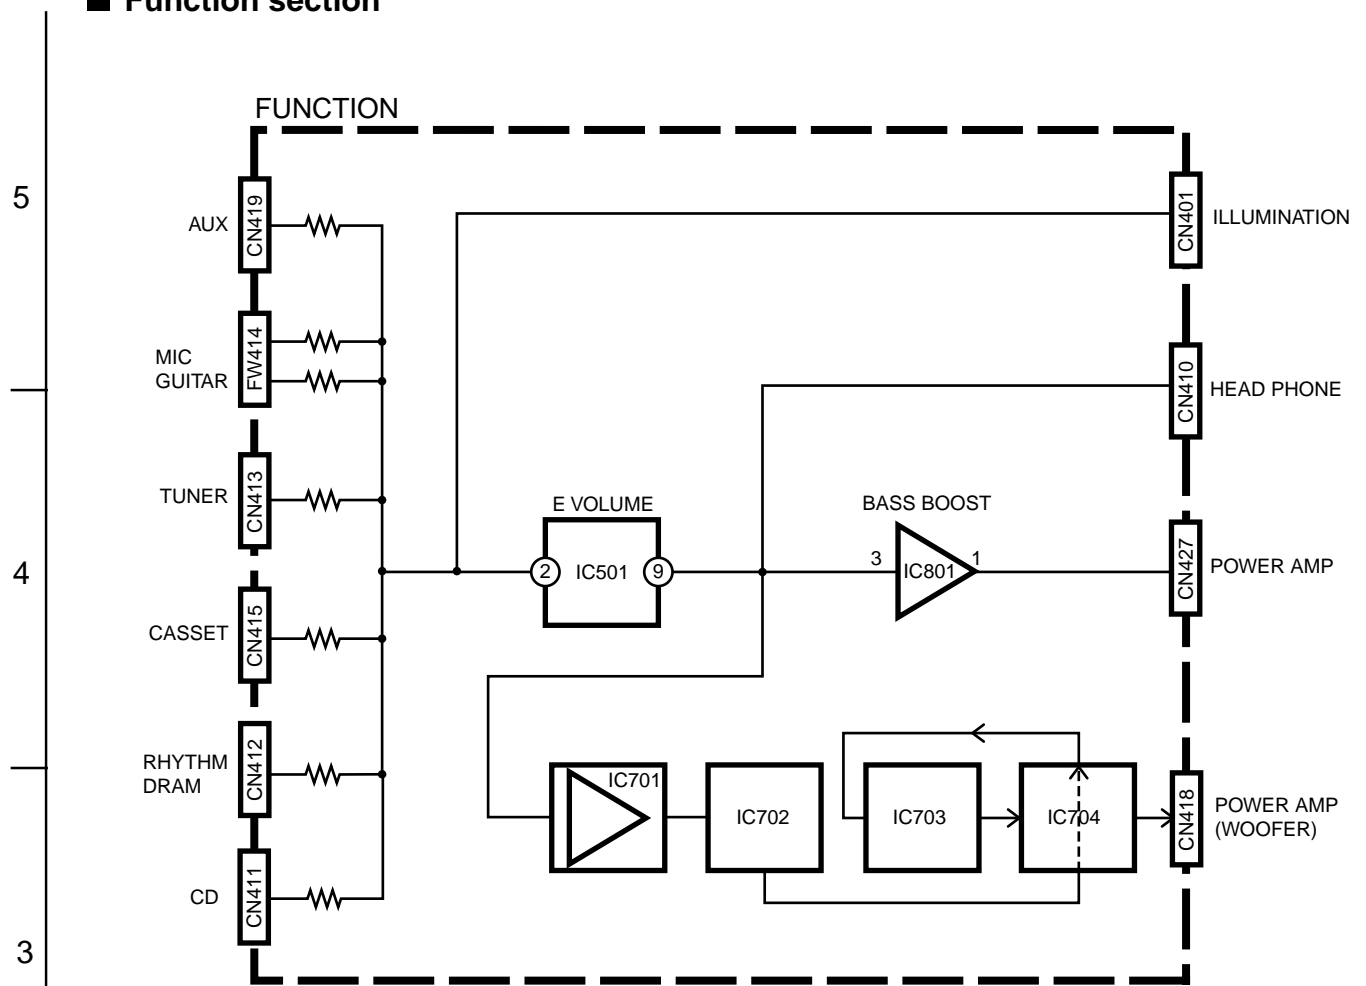 Function section
FUNCTION
5
AUX
CN419
CN401
ILLUMINATION
MIC
GUITAR
FW414
CN410
HEAD PHONE
TUNER
CN413
E VOLUME
BASS BOOST
4
2
IC501
9
3
IC801
1
CN427
POWER AMP
CASSET
CN415
RHYTHM
DRAM
CN412
IC701
IC702
IC703
IC704
CN418
POWER AMP
(WOOFER)
CD
CN411
3